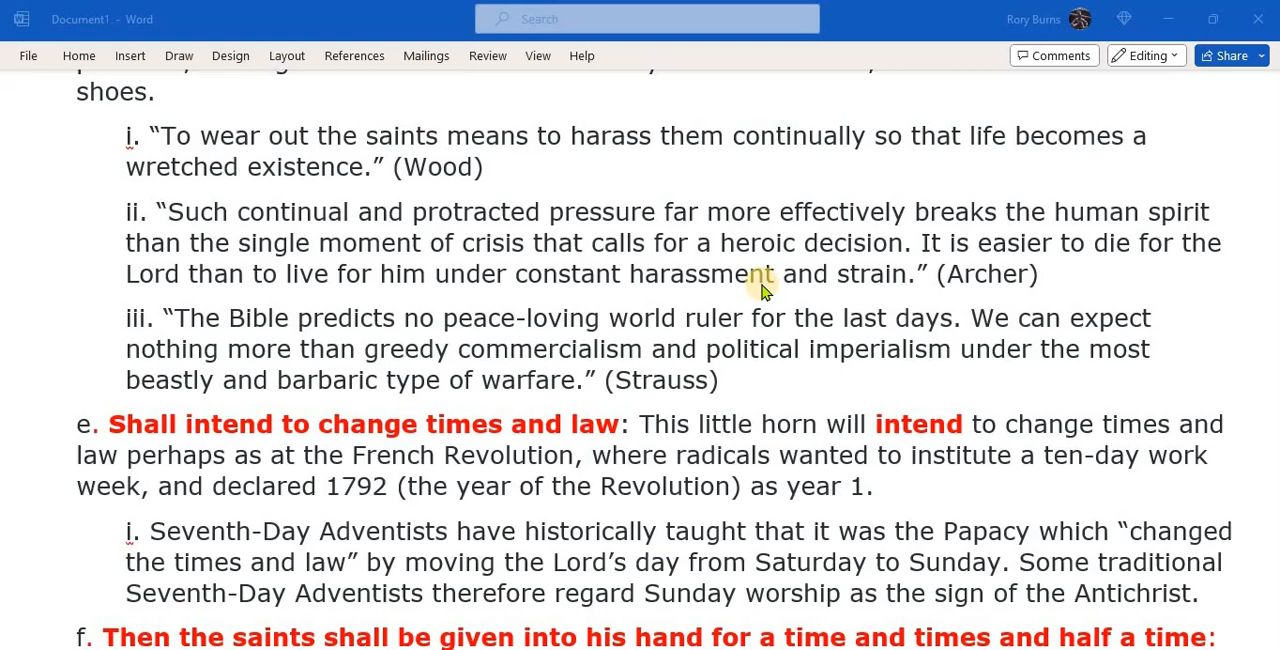 Document1 - Word
Search
Rory Burns
File Home Insert Draw Design Layout References Mailings Review View Help
Comments Editing Share
shoes.
i. “To wear out the saints means to harass them continually so that life becomes a
wretched existence.” (Wood)
ii. “Such continual and protracted pressure far more effectively breaks the human spirit
than the single moment of crisis that calls for a heroic decision. It is easier to die for the
Lord than to live for him under constant harassment and strain.” (Archer)
iii. “The Bible predicts no peace-loving world ruler for the last days. We can expect
nothing more than greedy commercialism and political imperialism under the most
beastly and barbaric type of warfare.” (Strauss)
e. Shall intend to change times and law: This little horn will intend to change times and
law perhaps as at the French Revolution, where radicals wanted to institute a ten-day work
week, and declared 1792 (the year of the Revolution) as year 1.
i. Seventh-Day Adventists have historically taught that it was the Papacy which “changed
the times and law” by moving the Lord’s day from Saturday to Sunday. Some traditional
Seventh-Day Adventists therefore regard Sunday worship as the sign of the Antichrist.
f. Then the saints shall be given into his hand for a time and times and half a time: